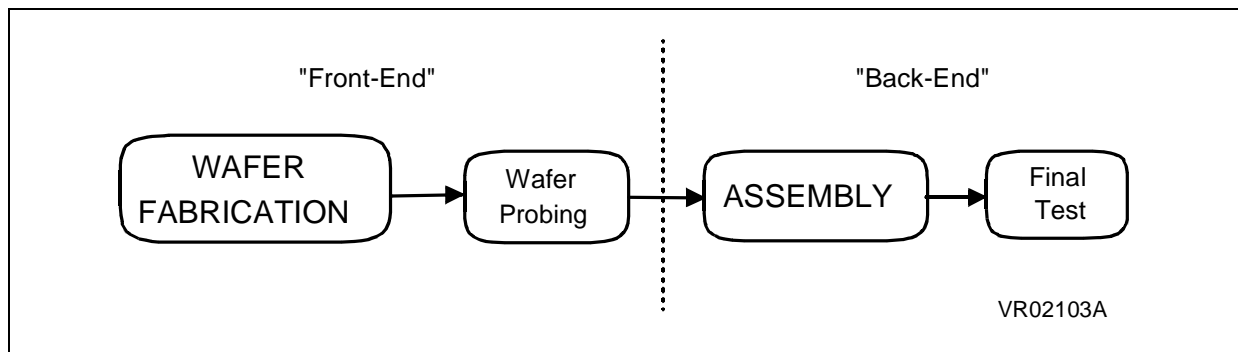 "Front-End"
"Back-End"
WAFER
FABRICATION
Wafer
Probing
ASSEMBLY
Final
Test
VR02103A